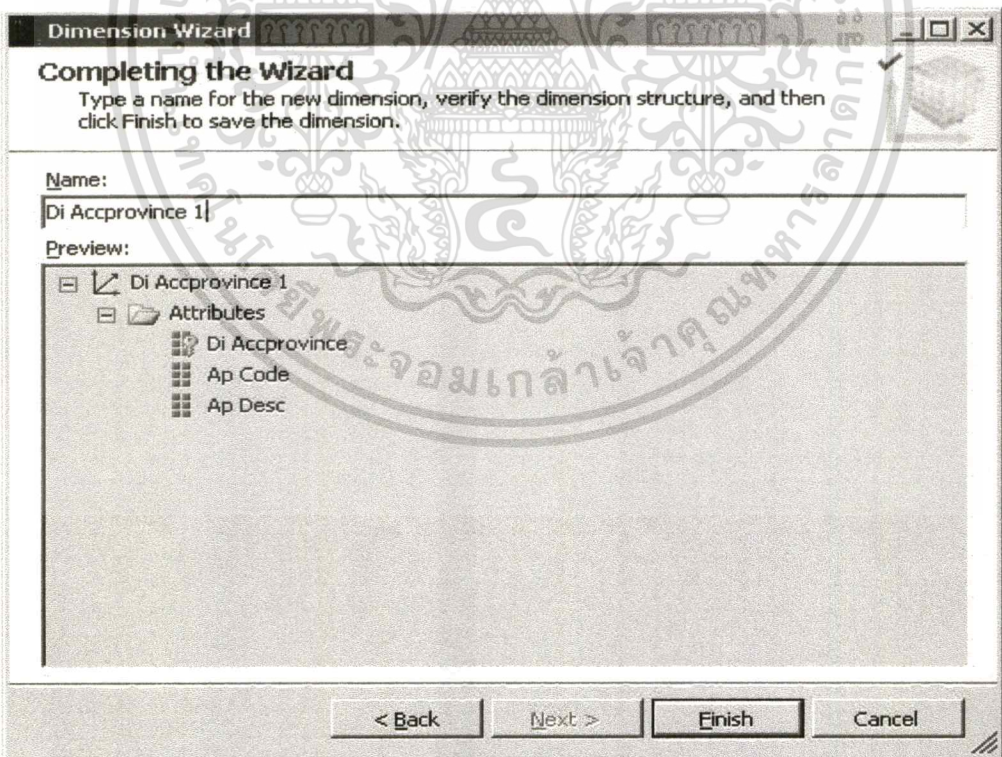 Dimension Wizard
Completing the Wizard
Type a name for the new dimension, verify the dimension structure, and then
click Finish to save the dimension.
Name:
Di Accprovince 1
Preview:
Di Accprovince 1
Attributes
Di Accprovince
Ap Code
Ap Desc
< Back
Next >
Finish
Cancel